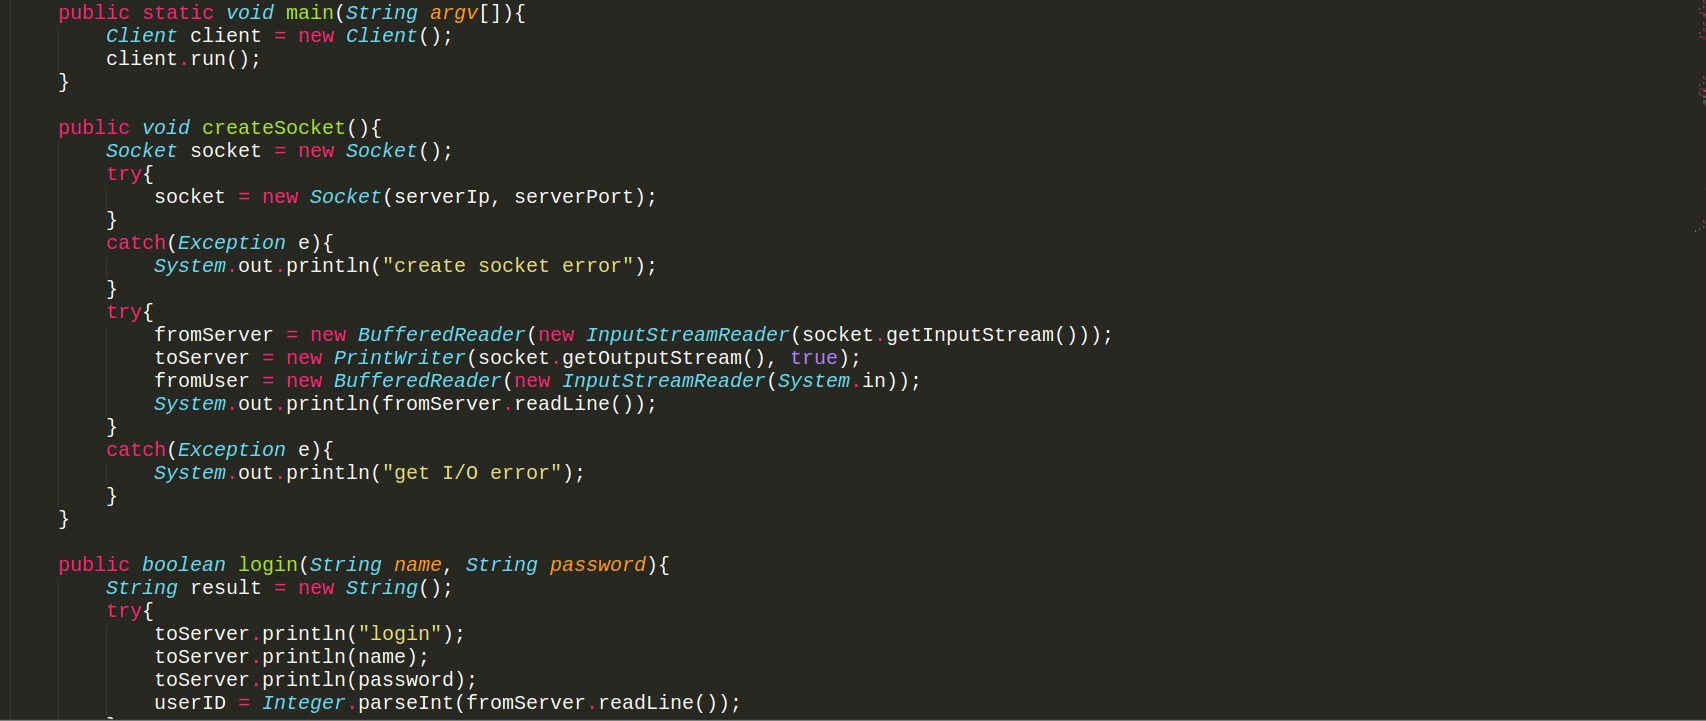 public static void main(String argv[]){
Client client = new Client();
client.run();
}
public void createSocket(){
Socket socket = new Socket();
try{
socket = new Socket(serverIp, serverPort);
}
catch(Exception e){
System.out.println("create socket error");
}
try{
fromServer = new BufferedReader(new InputStreamReader(socket.getInputStream()));
toServer = new PrintWriter(socket.getOutputStream(), true);
fromUser = new BufferedReader(new InputStreamReader(System.in));
System.out.println(fromServer.readLine());
}
catch(Exception e){
System.out.println("get I/O error");
}
}
public boolean login(String name, String password){
String result = new String();
try{
toServer.println("login");
toServer.println(name);
toServer.println(password);
userID = Integer.parseInt(fromServer.readLine());